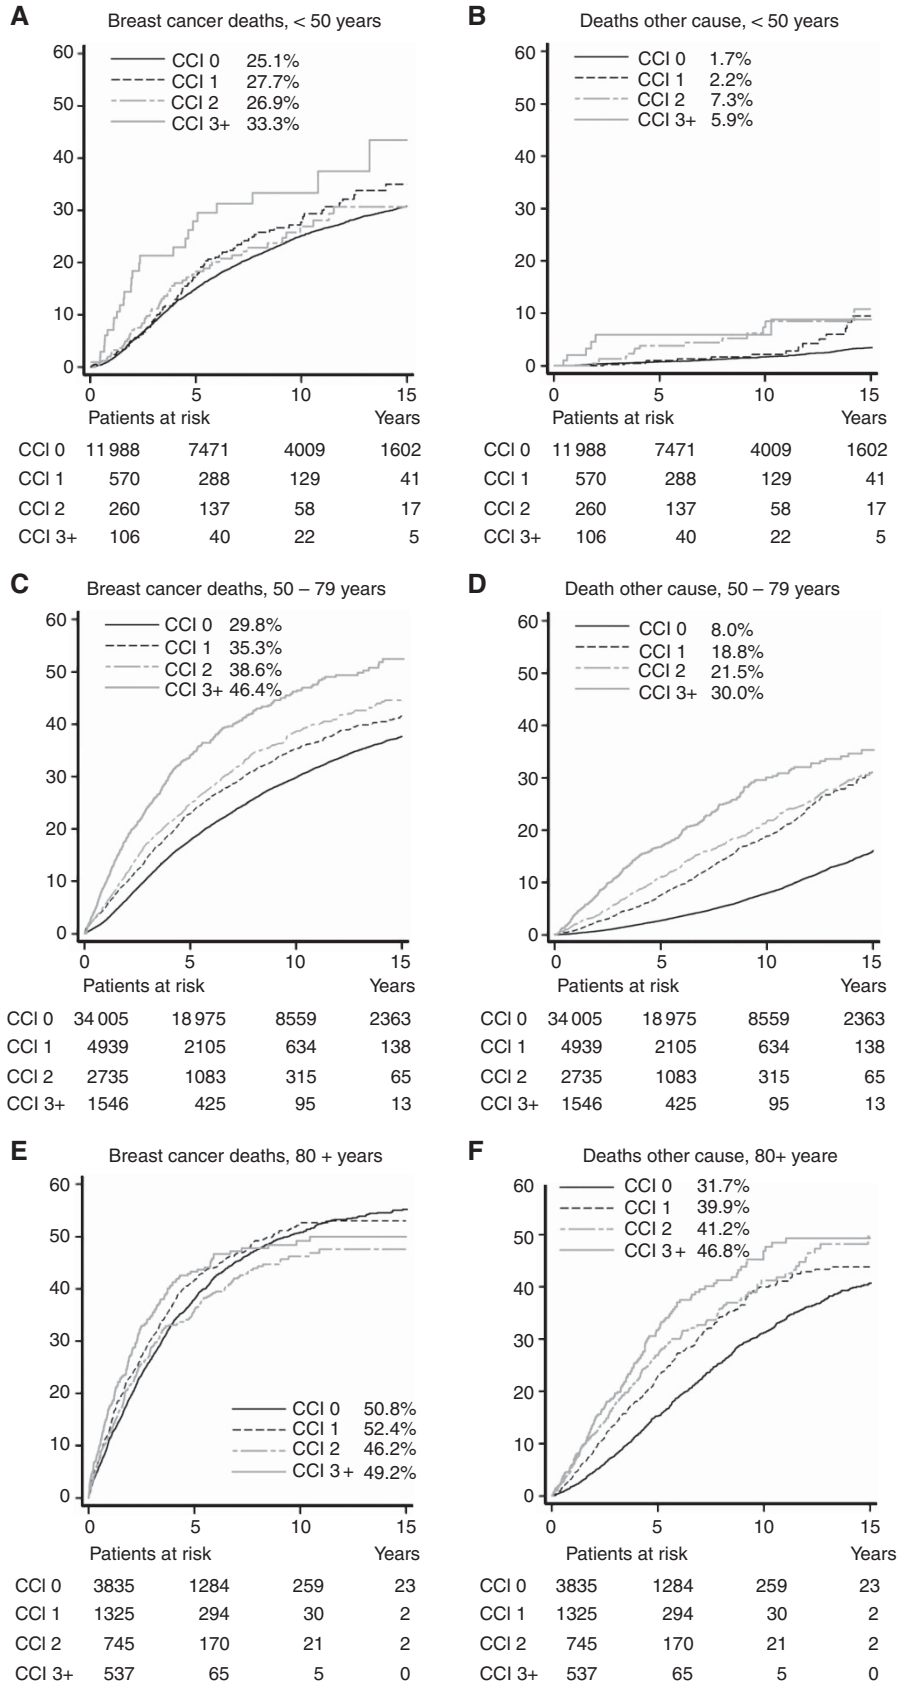 A Breast cancer deaths, < 50 years
60
50
40
30
20
10
0
CCI 0 25.1%
CCI 1 27.7%
CCI 2 26.9%
CCI 3+ 33.3%
0 5 10 15
Patients at risk Years
CCI 0 11 988 7471 4009 1602
CCI 1 570 288 129 41
CCI 2 260 137 58 17
CCI 3+ 106 40 22 5
B Deaths other cause, < 50 years
60
50
40
30
20
10
0
CCI 0 1.7%
CCI 1 2.2%
CCI 2 7.3%
CCI 3+ 5.9%
0 5 10 15
Patients at risk Years
CCI 0 11 988 7471 4009 1602
CCI 1 570 288 129 41
CCI 2 260 137 58 17
CCI 3+ 106 40 22 5
C Breast cancer deaths, 50 – 79 years
60
50
40
30
20
10
0
CCI 0 29.8%
CCI 1 35.3%
CCI 2 38.6%
CCI 3+ 46.4%
0 5 10 15
Patients at risk Years
CCI 0 34 005 18 975 8559 2363
CCI 1 4939 2105 634 138
CCI 2 2735 1083 315 65
CCI 3+ 1546 425 95 13
D Death other cause, 50 – 79 years
60
50
40
30
20
10
0
CCI 0 8.0%
CCI 1 18.8%
CCI 2 21.5%
CCI 3+ 30.0%
0 5 10 15
Patients at risk Years
CCI 0 34 005 18 975 8559 2363
CCI 1 4939 2105 634 138
CCI 2 2735 1083 315 65
CCI 3+ 1546 425 95 13
E Breast cancer deaths, 80 + years
60
50
40
30
20
10
0
CCI 0 50.8%
CCI 1 52.4%
CCI 2 46.2%
CCI 3+ 49.2%
0 5 10 15
Patients at risk Years
CCI 0 3835 1284 259 23
CCI 1 1325 294 30 2
CCI 2 745 170 21 2
CCI 3+ 537 65 5 0
F Deaths other cause, 80+ yeare
60
50
40
30
20
10
0
CCI 0 31.7%
CCI 1 39.9%
CCI 2 41.2%
CCI 3+ 46.8%
0 5 10 15
Patients at risk Years
CCI 0 3835 1284 259 23
CCI 1 1325 294 30 2
CCI 2 745 170 21 2
CCI 3+ 537 65 5 0